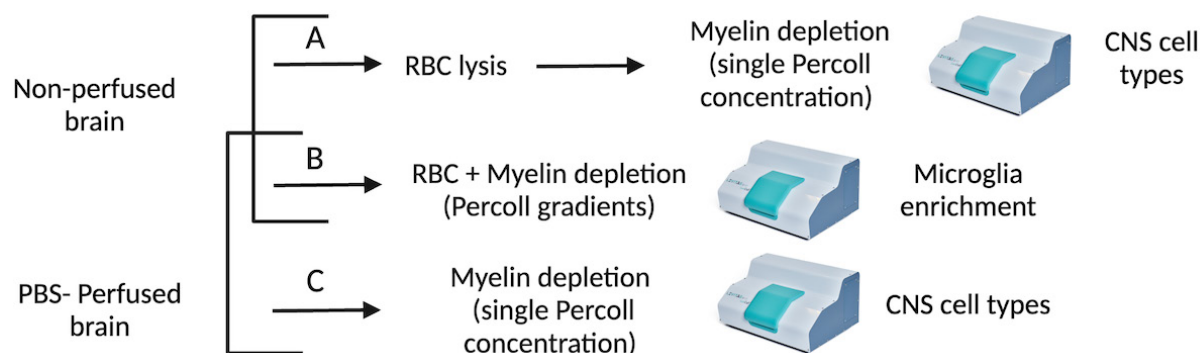 Non-perfused
brain
A
RBC lysis
Myelin depletion
(single Percoll
concentration)
CNS cell
types
B
RBC + Myelin depletion
(Percoll gradients)
Microglia
enrichment
PBS- Perfused
brain
C
Myelin depletion
(single Percoll
concentration)
CNS cell types